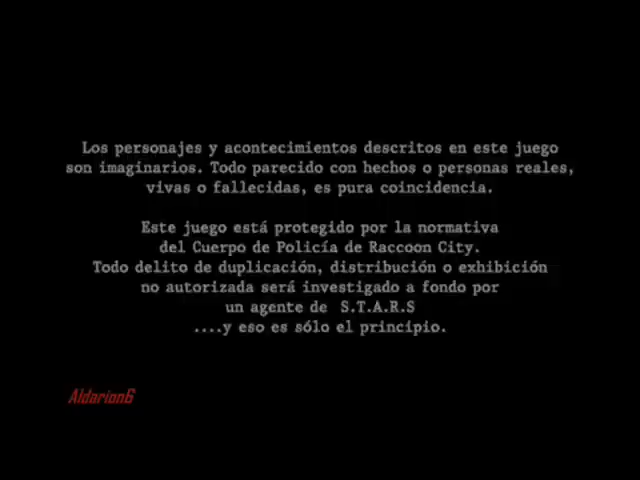 Los personajes y acontecimientos descritos en este juego
son imaginarios. Todo parecido con hechos o personas reales,
vivas o fallecidas, es pura coincidencia.
Este juego está protegido por la normativa
del Cuerpo de Policía de Raccoon City.
Todo delito de duplicación, distribución o exhibición
no autorizada será investigado a fondo por
un agente de S.T.A.R.S
....y eso es sólo el principio.
Aldarion6